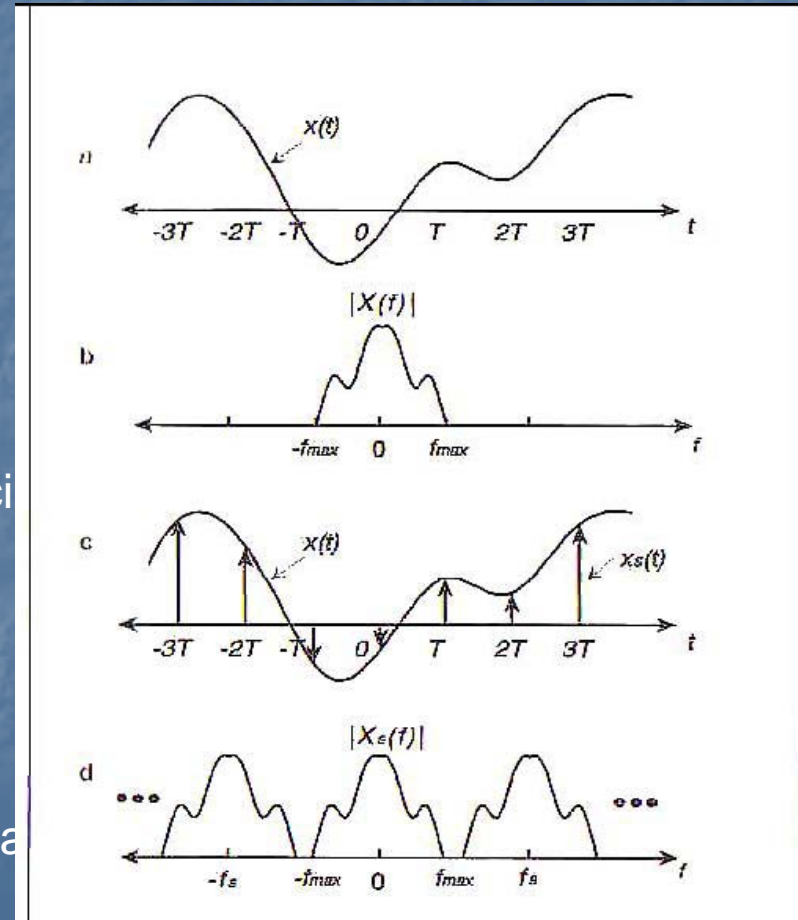 a
x(t)
-3T -2T -T 0 T 2T 3T t
|X(f)|
b
-fmax 0 fmax f
ci
c
x(t)
xs(t)
-3T -2T -T 0 T 2T 3T t
|Xs(f)|
d
a
-fs -fmax 0 fmax fs f